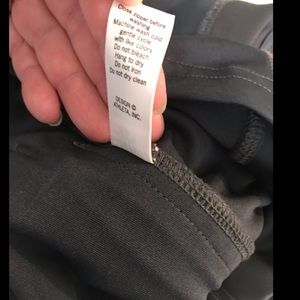 Close zipper before
washing
Machine wash cold
gentle cycle
with like colors
Do not bleach
Hang to dry
Do not iron
Do not dry clean
DESIGN ©
ATHLETA, INC.